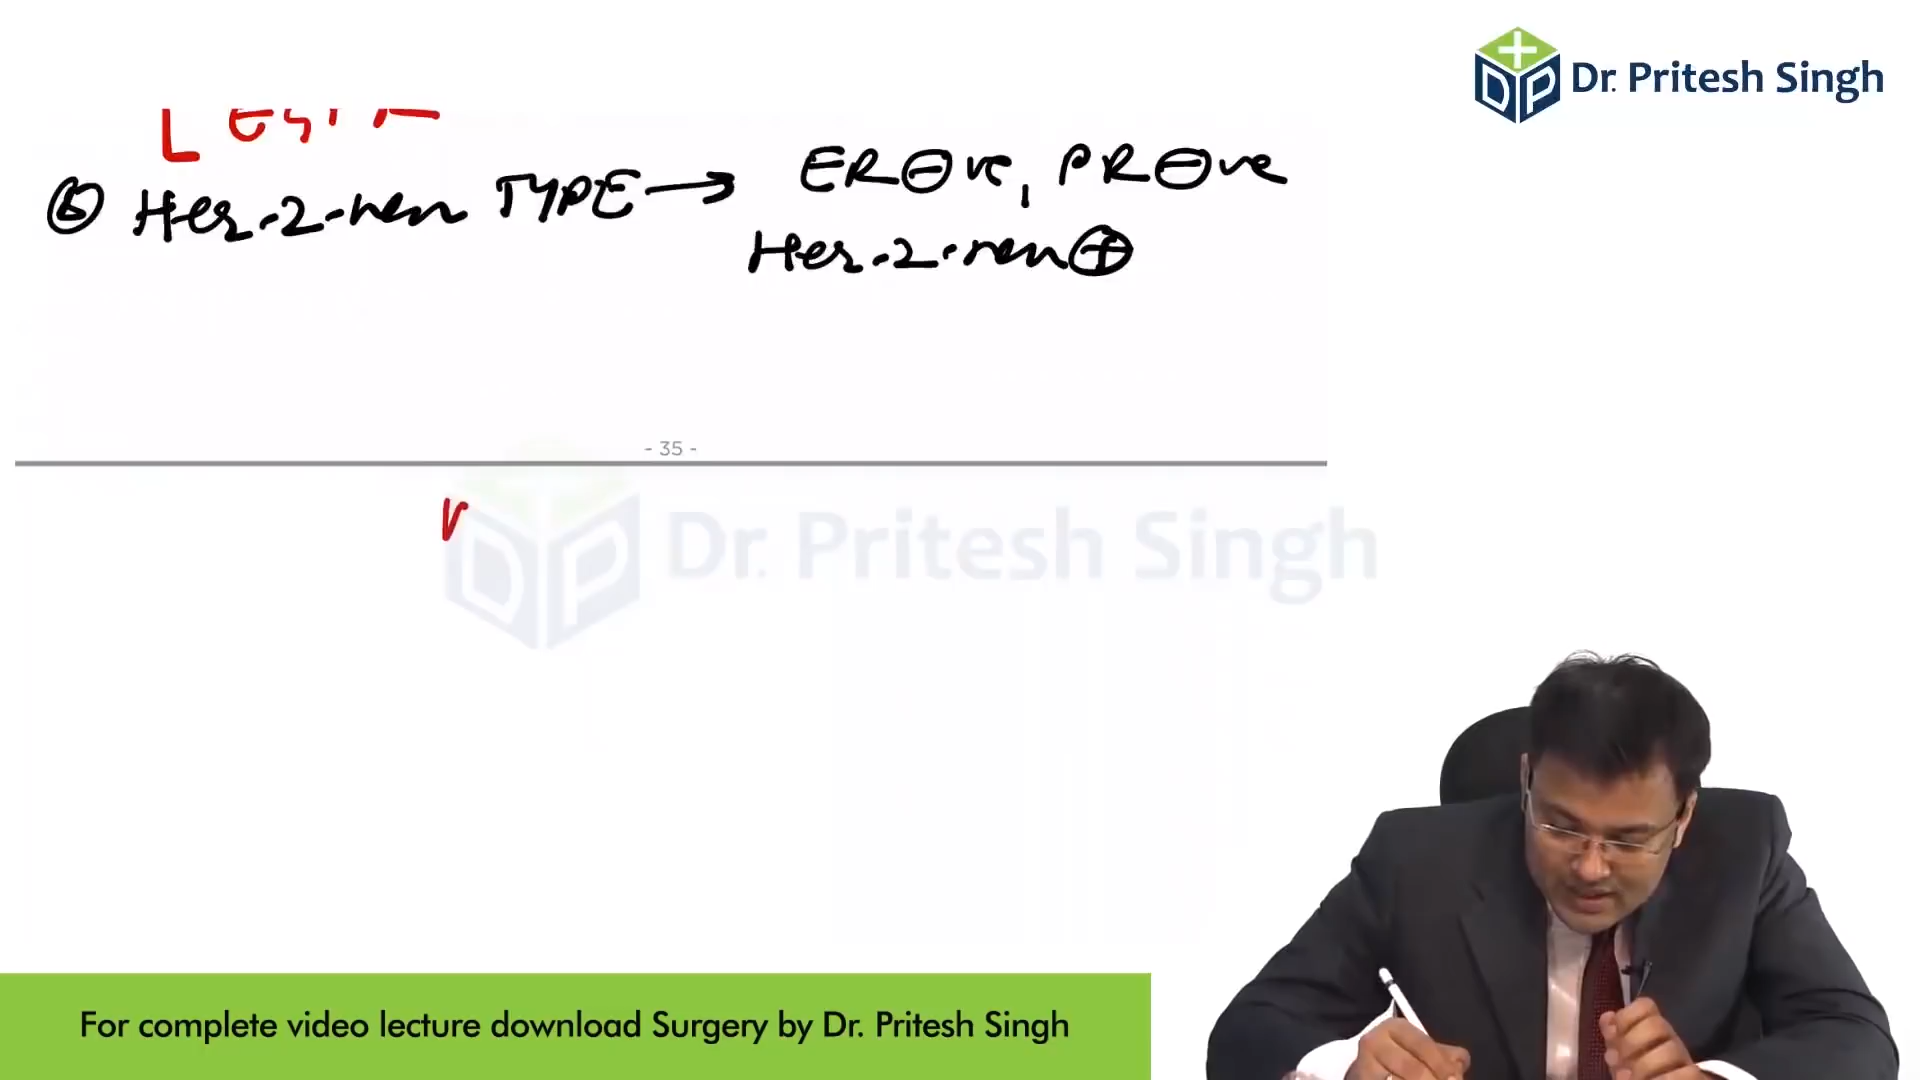 Dr. Pritesh Singh
⑤ Her-2-neu TYPE → ER⊖ve, PR⊖ve
Her-2-neu⊕
- 35 -
DP Dr. Pritesh Singh
For complete video lecture download Surgery by Dr. Pritesh Singh